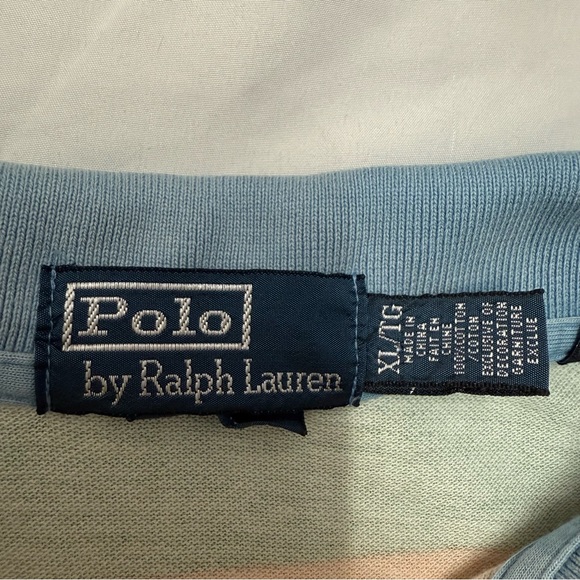 Polo
by Ralph Lauren
XL/TG
MADE IN
CHINA
FAIT EN
CHINE
100%COTTON
/COTON
EXCLUSIVE OF
DECORATION
GARNITURE
EXCLUE